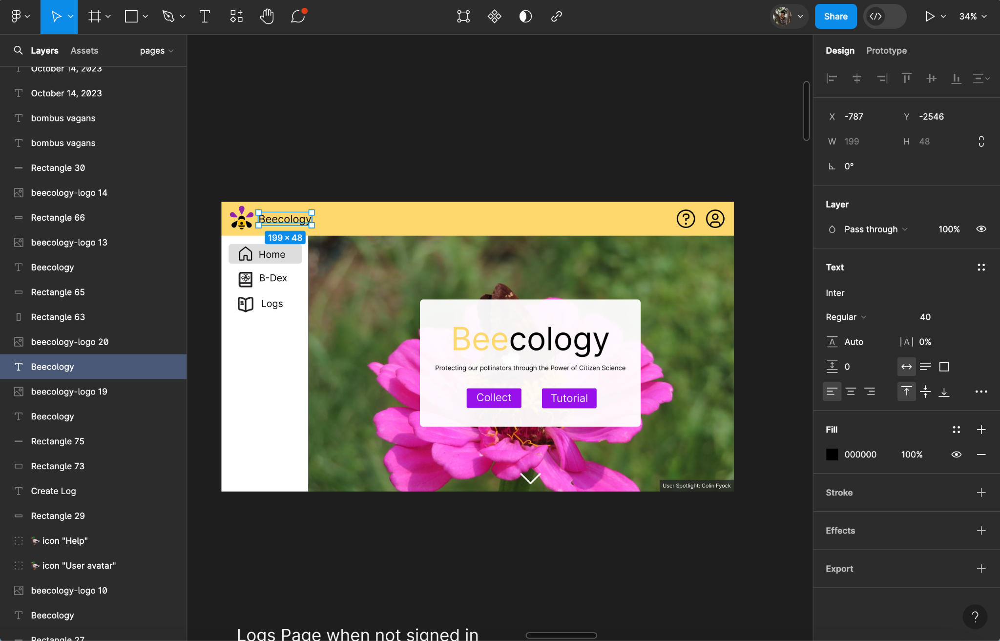 34%
Share
Layers
Assets
pages
October 14, 2023
October 14, 2023
bombus vagans
bombus vagans
Rectangle 30
beecology-logo 14
Rectangle 66
beecology-logo 13
Beecology
Rectangle 65
Rectangle 63
beecology-logo 20
Beecology
beecology-logo 19
Beecology
Rectangle 75
Rectangle 73
Create Log
Rectangle 29
icon "Help"
icon "User avatar"
beecology-logo 10
Beecology
Rectangle 27
Beecology
199 × 48
Home
B-Dex
Logs
Beecology
Protecting our pollinators through the Power of Citizen Science
Collect
Tutorial
User Spotlight: Colin Fyock
Logs Page when not signed in
Design
Prototype
X -787 Y -2546
W 199 H 48
0°
Layer
Pass through 100%
Text
Inter
Regular 40
A Auto |A| 0%
0
Fill
000000 100%
Stroke
Effects
Export
?